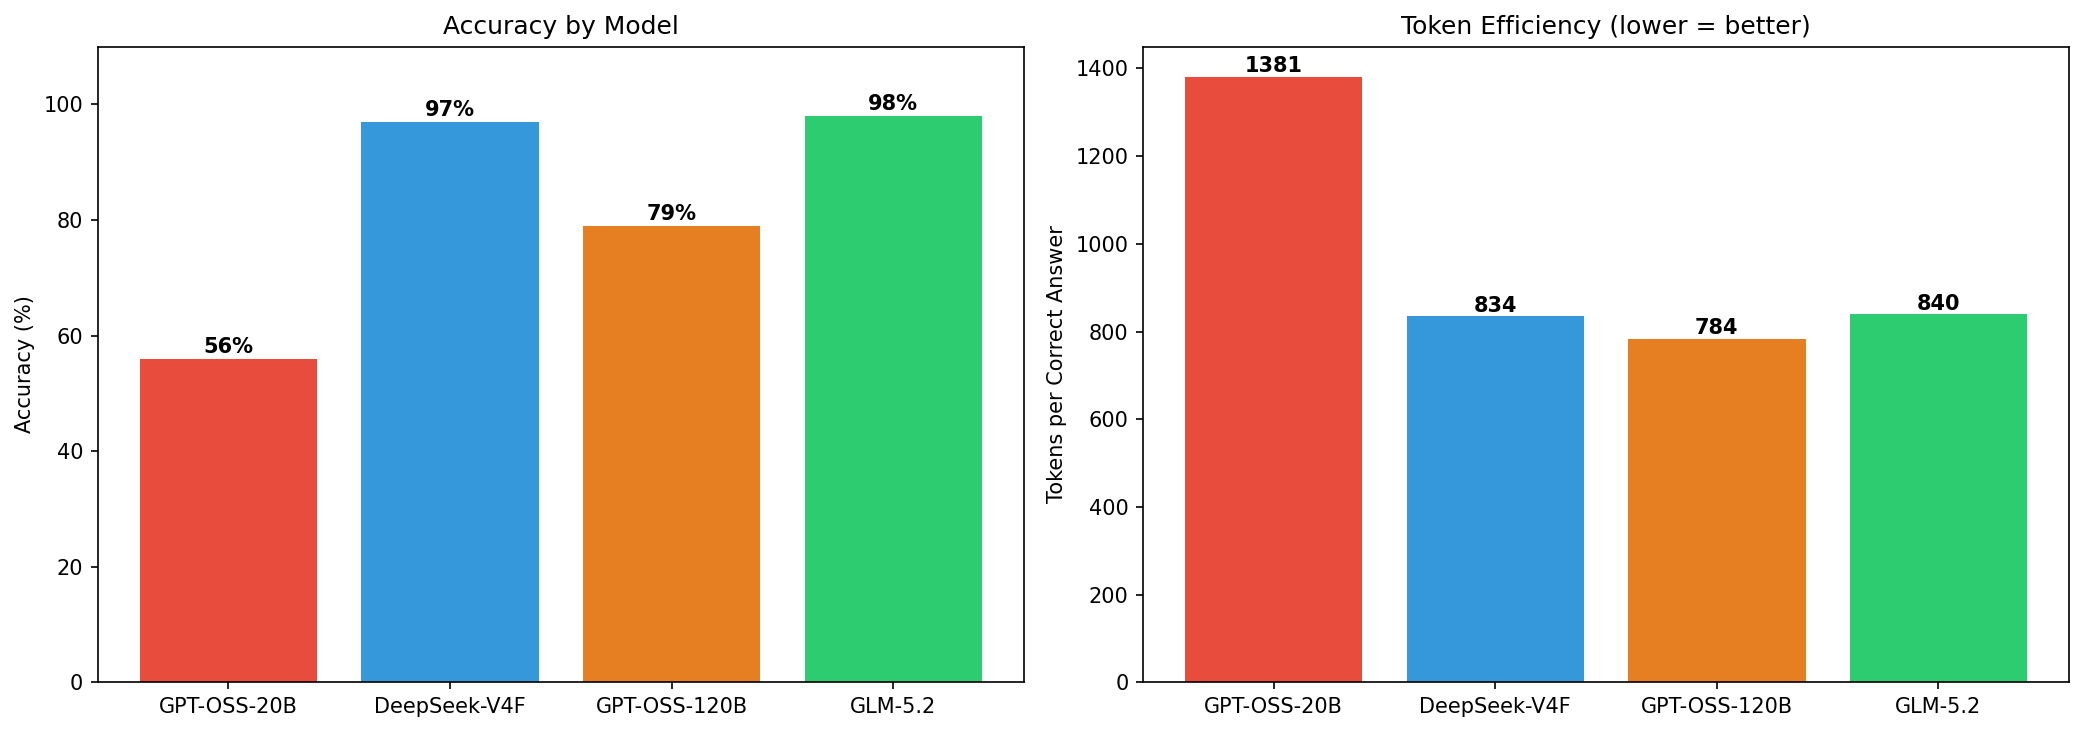 Accuracy by Model
Accuracy (%)
100
80
60
40
20
0
56%
97%
79%
98%
GPT-OSS-20B
DeepSeek-V4F
GPT-OSS-120B
GLM-5.2
Token Efficiency (lower = better)
Tokens per Correct Answer
1400
1200
1000
800
600
400
200
0
1381
834
784
840
GPT-OSS-20B
DeepSeek-V4F
GPT-OSS-120B
GLM-5.2